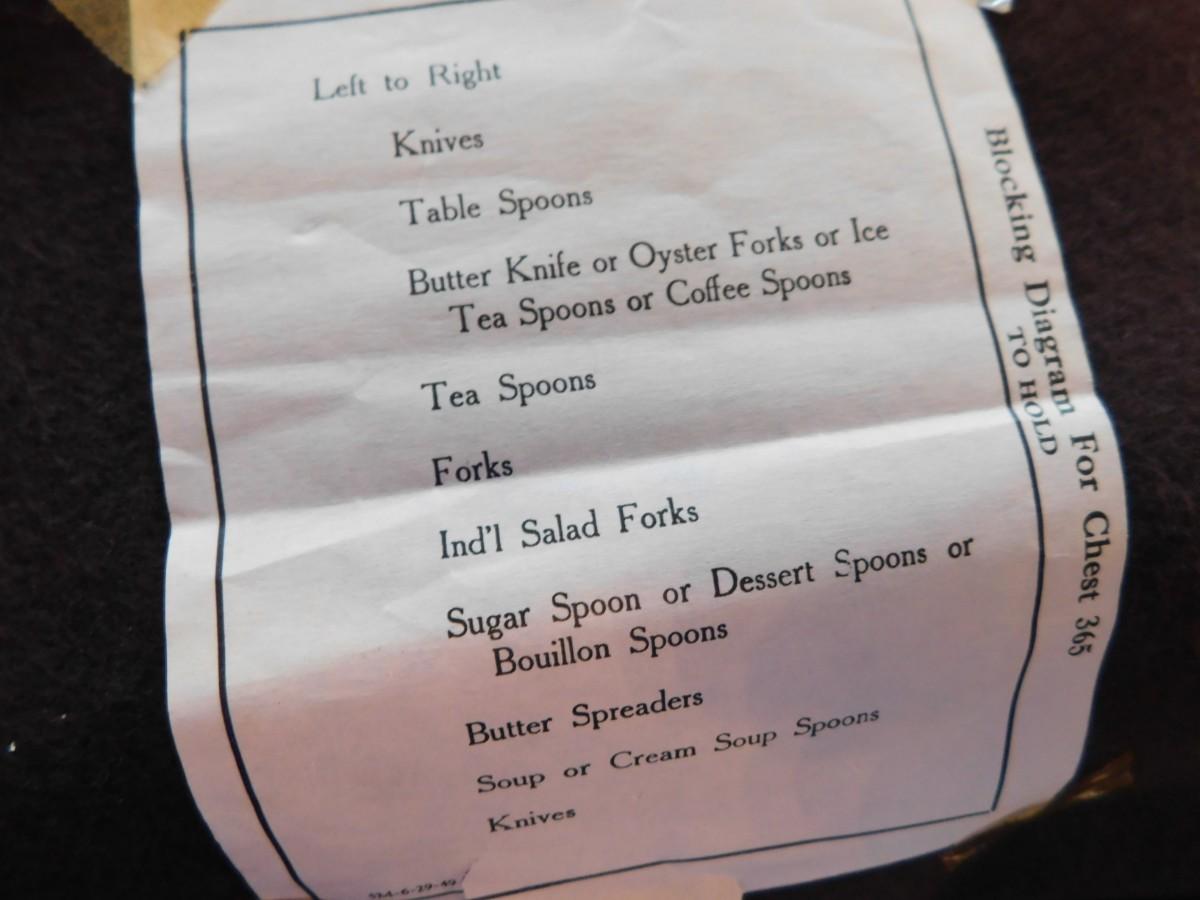 Left to Right
Knives
Table Spoons
Butter Knife or Oyster Forks or Ice
Tea Spoons or Coffee Spoons
Tea Spoons
Forks
Ind'l Salad Forks
Sugar Spoon or Dessert Spoons or
Bouillon Spoons
Butter Spreaders
Soup or Cream Soup Spoons
Knives
Blocking Diagram For Chest 365
TO HOLD